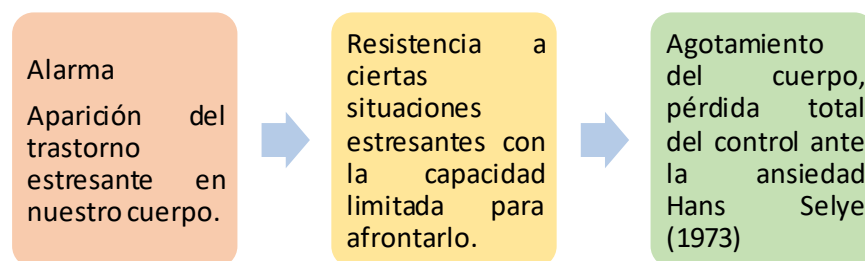 Alarma
Aparición del
trastorno
estresante en
nuestro cuerpo.
Resistencia a
ciertas
situaciones
estresantes con
la capacidad
limitada para
afrontarlo.
Agotamiento
del cuerpo,
pérdida total
del control ante
la ansiedad
Hans Selye
(1973)